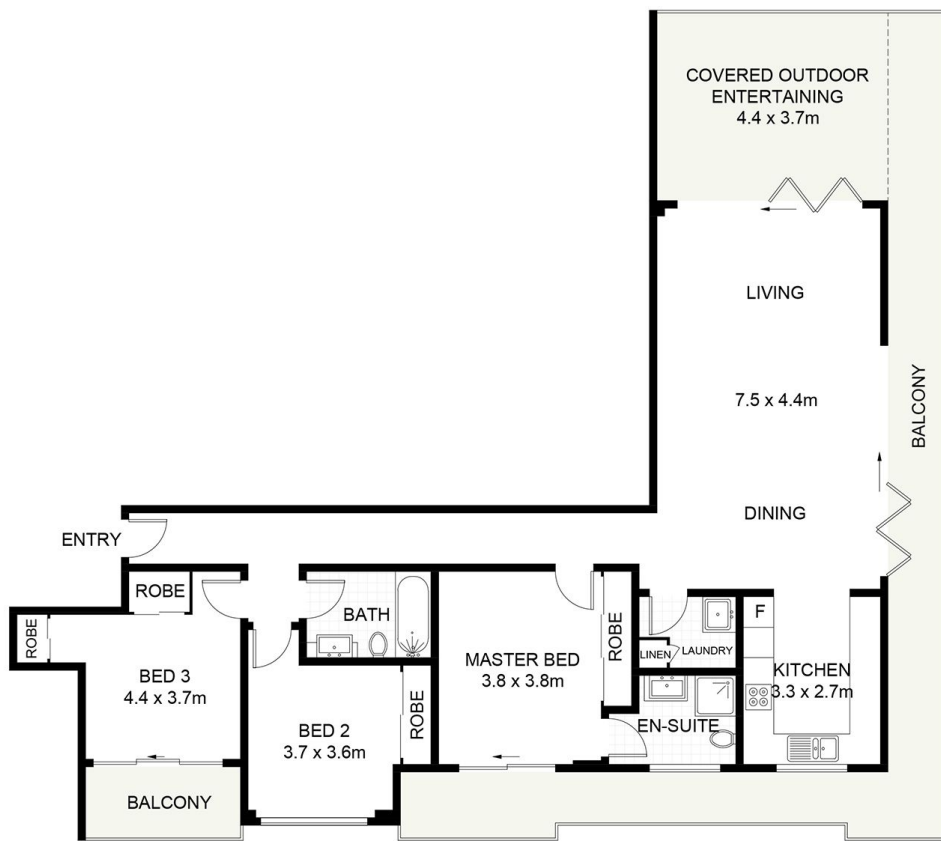 COVERED OUTDOOR
ENTERTAINING
4.4 x 3.7m
LIVING
7.5 x 4.4m
BALCONY
DINING
ENTRY
ROBE
ROBE
BED 3
4.4 x 3.7m
BALCONY
BATH
BED 2
3.7 x 3.6m
ROBE
MASTER BED
3.8 x 3.8m
ROBE
LINEN
LAUNDRY
EN-SUITE
F
KITCHEN
3.3 x 2.7m